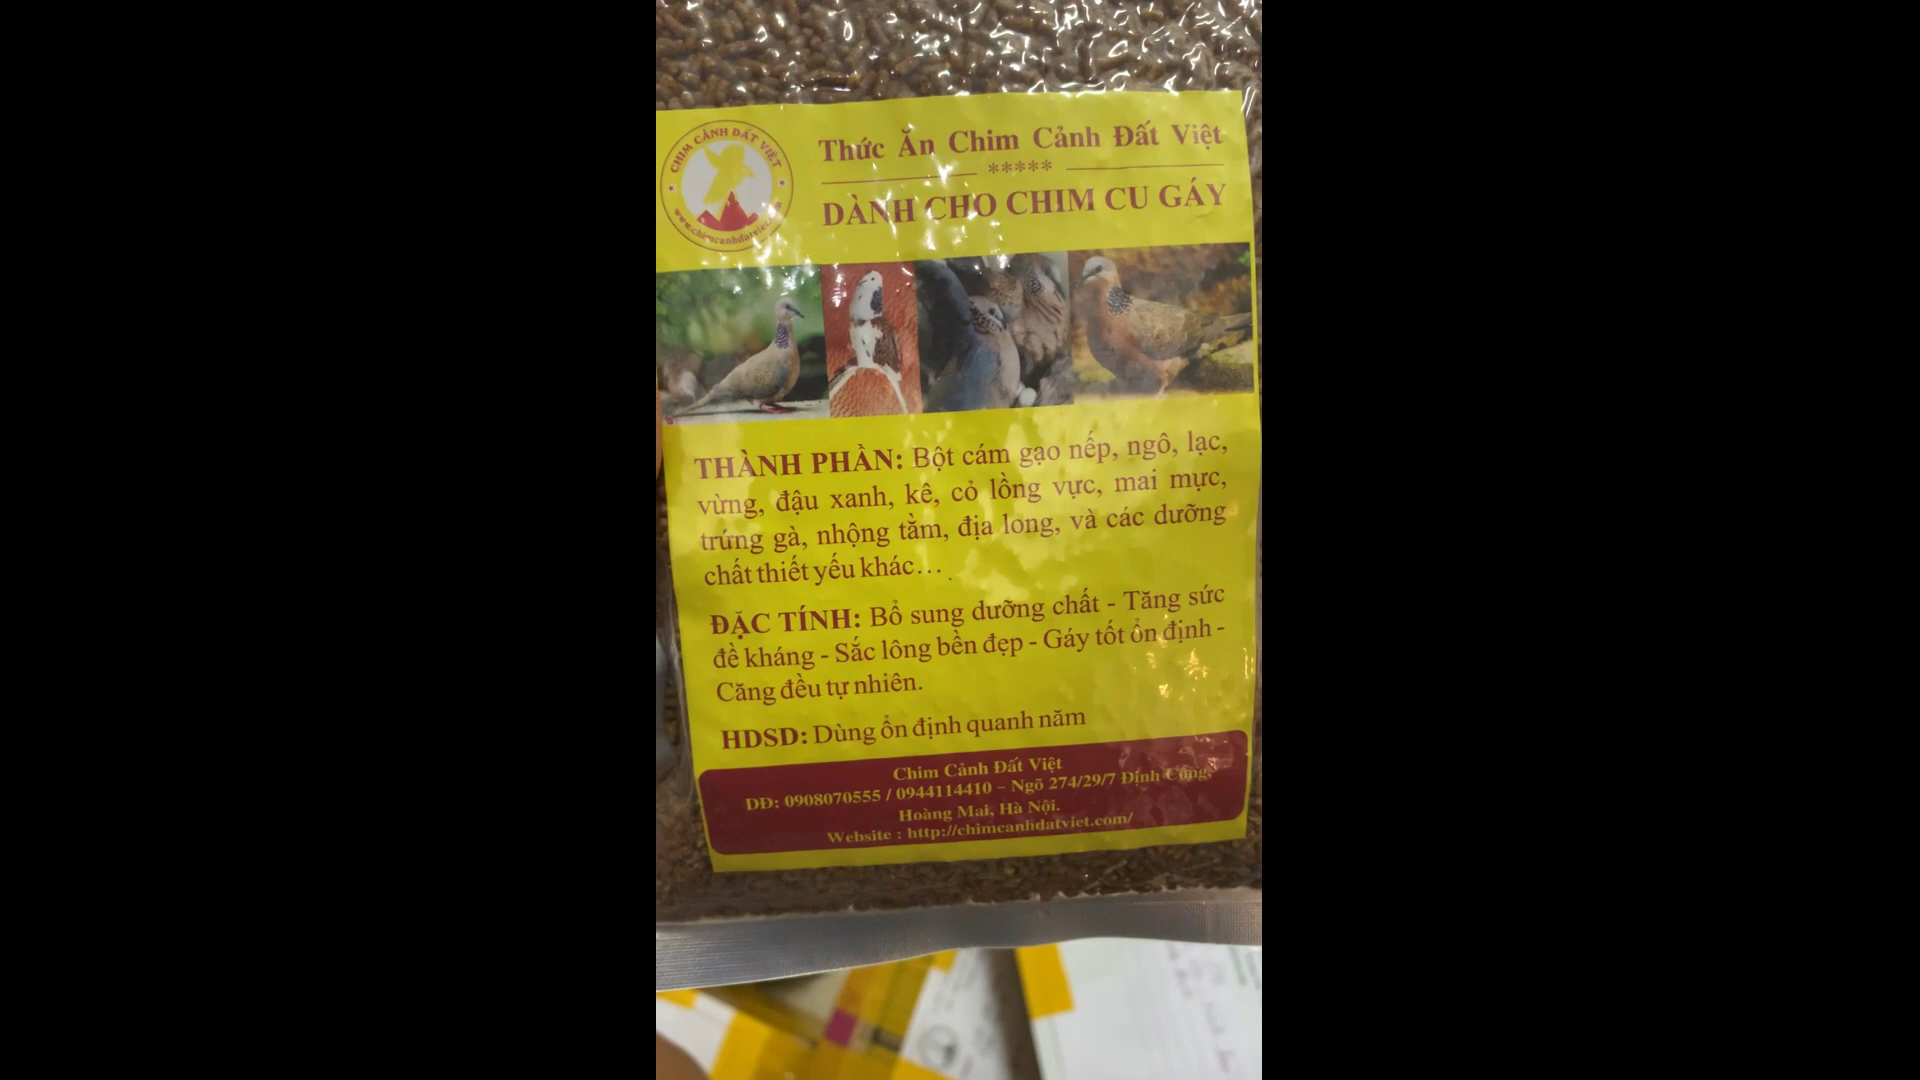 CHIM CẢNH ĐẤT VIỆT
Thức Ăn Chim Cảnh Đất Việt
*****
DÀNH CHO CHIM CU GÁY
THÀNH PHẦN: Bột cám gạo nếp, ngô, lạc,
vừng, đậu xanh, kê, cỏ lồng vực, mai mực,
trứng gà, nhộng tằm, địa long, và các dưỡng
chất thiết yếu khác...
ĐẶC TÍNH: Bổ sung dưỡng chất - Tăng sức
đề kháng - Sắc lông bền đẹp - Gáy tốt ổn định -
Căng đều tự nhiên.
HDSD: Dùng ổn định quanh năm
Chim Cảnh Đất Việt
DĐ: 0908070555 / 0944114410 – Ngõ 274/29/7 Định Công,
Hoàng Mai, Hà Nội.
Website : http://chimcanhdatviet.com/